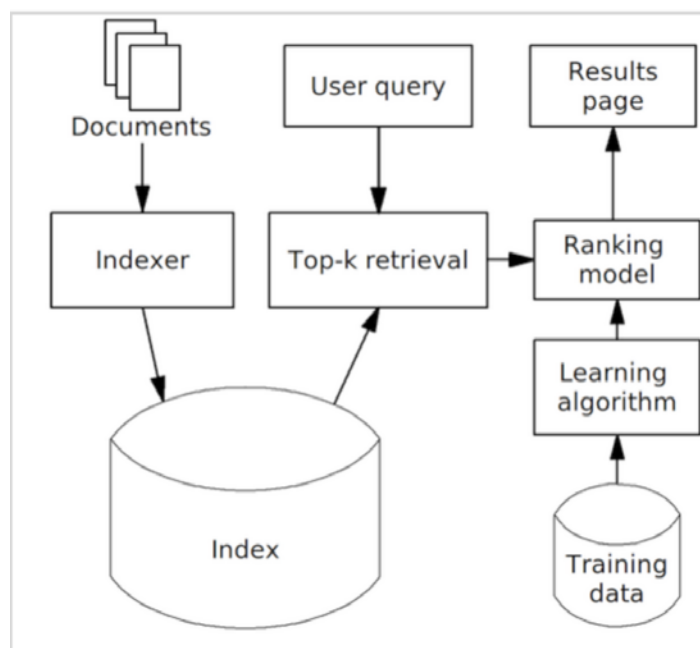 Documents
User query
Results
page
Indexer
Top-k retrieval
Ranking
model
Learning
algorithm
Index
Training
data